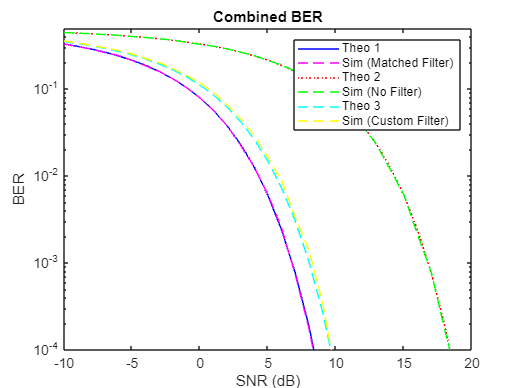 Combined BER
Theo 1
Sim (Matched Filter)
Theo 2
Sim (No Filter)
Theo 3
Sim (Custom Filter)
BER
10^-1
10^-2
10^-3
10^-4
-10 -5 0 5 10 15 20
SNR (dB)